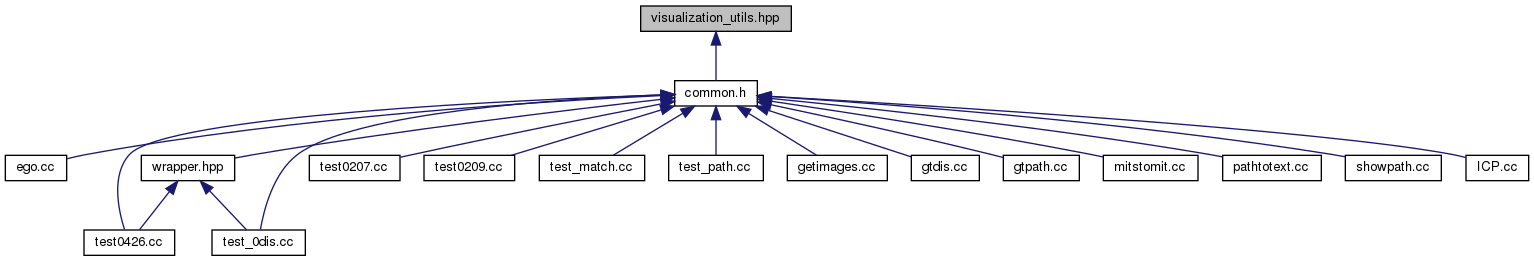 visualization_utils.hpp
common.h
ego.cc
wrapper.hpp
test0207.cc
test0209.cc
test_match.cc
test_path.cc
getimages.cc
gtdis.cc
gtpath.cc
mitstomit.cc
pathtotext.cc
showpath.cc
ICP.cc
test0426.cc
test_0dis.cc